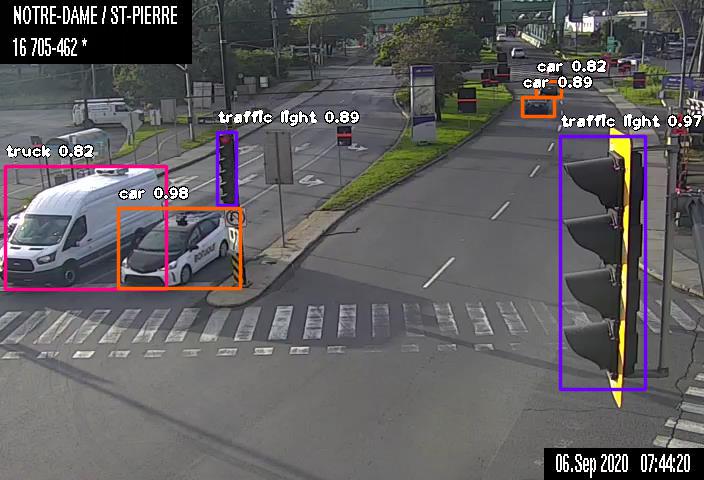 NOTRE-DAME / ST-PIERRE
16 705-462 *
car 0.82
car 0.89
traffic light 0.89
traffic light 0.97
truck 0.82
car 0.98
BONJOUR
06.Sep 2020 07:44:20